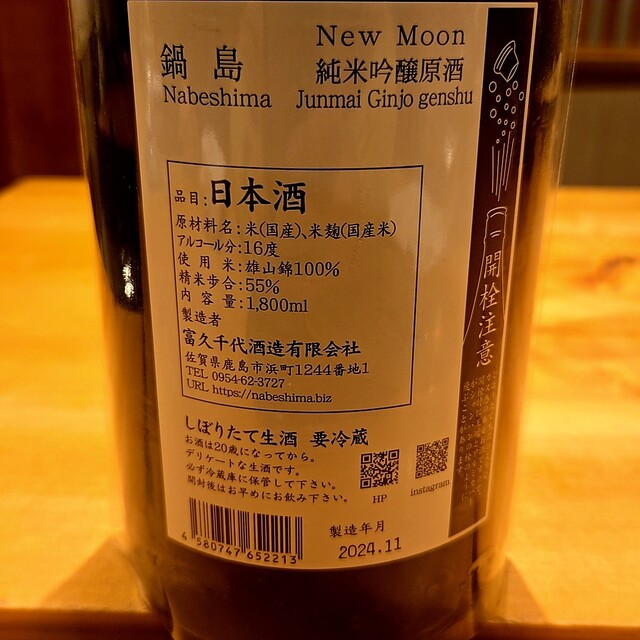 鍋島
Nabeshima
New Moon
純米吟醸原酒
Junmai Ginjo genshu
品目:日本酒
原材料名:米(国産)、米麹(国産米)
アルコール分:16度
使用米:雄山錦100%
精米歩合:55%
内容量:1,800ml
製造者
富久千代酒造有限会社
佐賀県鹿島市浜町1244番地1
TEL 0954-62-3727
URL https://nabeshima.biz
しぼりたて生酒 要冷蔵
お酒は20歳になってから。
デリケートな生酒です。
必ず冷蔵庫に保管して下さい。
開封後はお早めにお飲み下さい。
HP
instagram
4 580747 652213
製造年月
2024.11
開栓注意